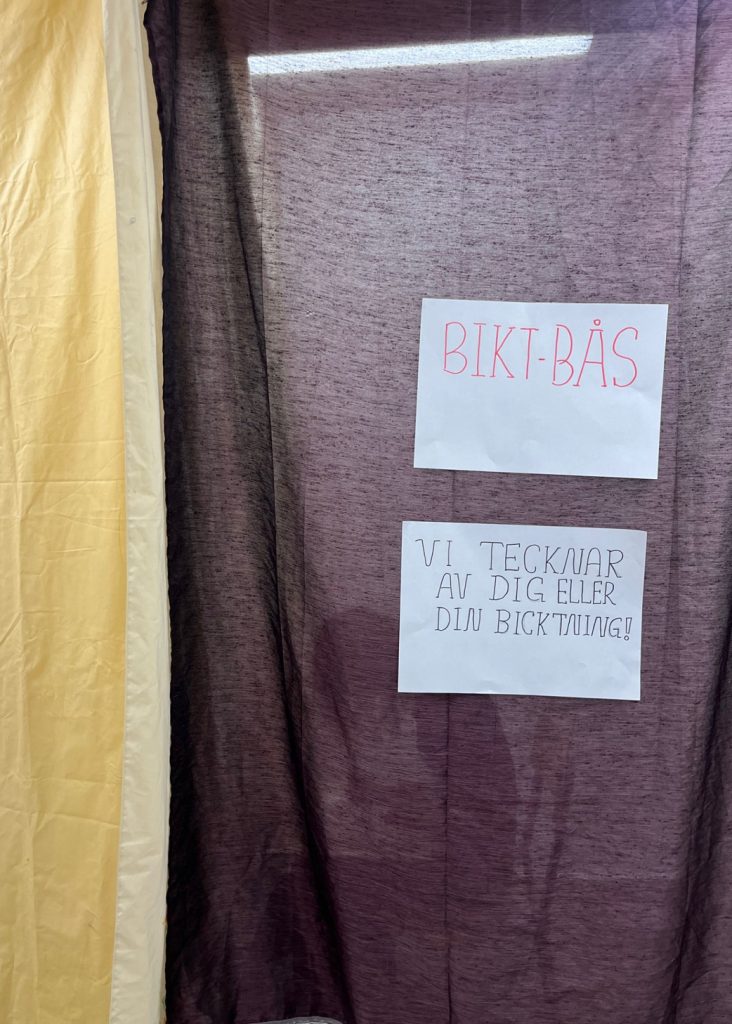 BIKT-BÅS
VI TECKNAR
AV DIG ELLER
DIN BICKTNING!